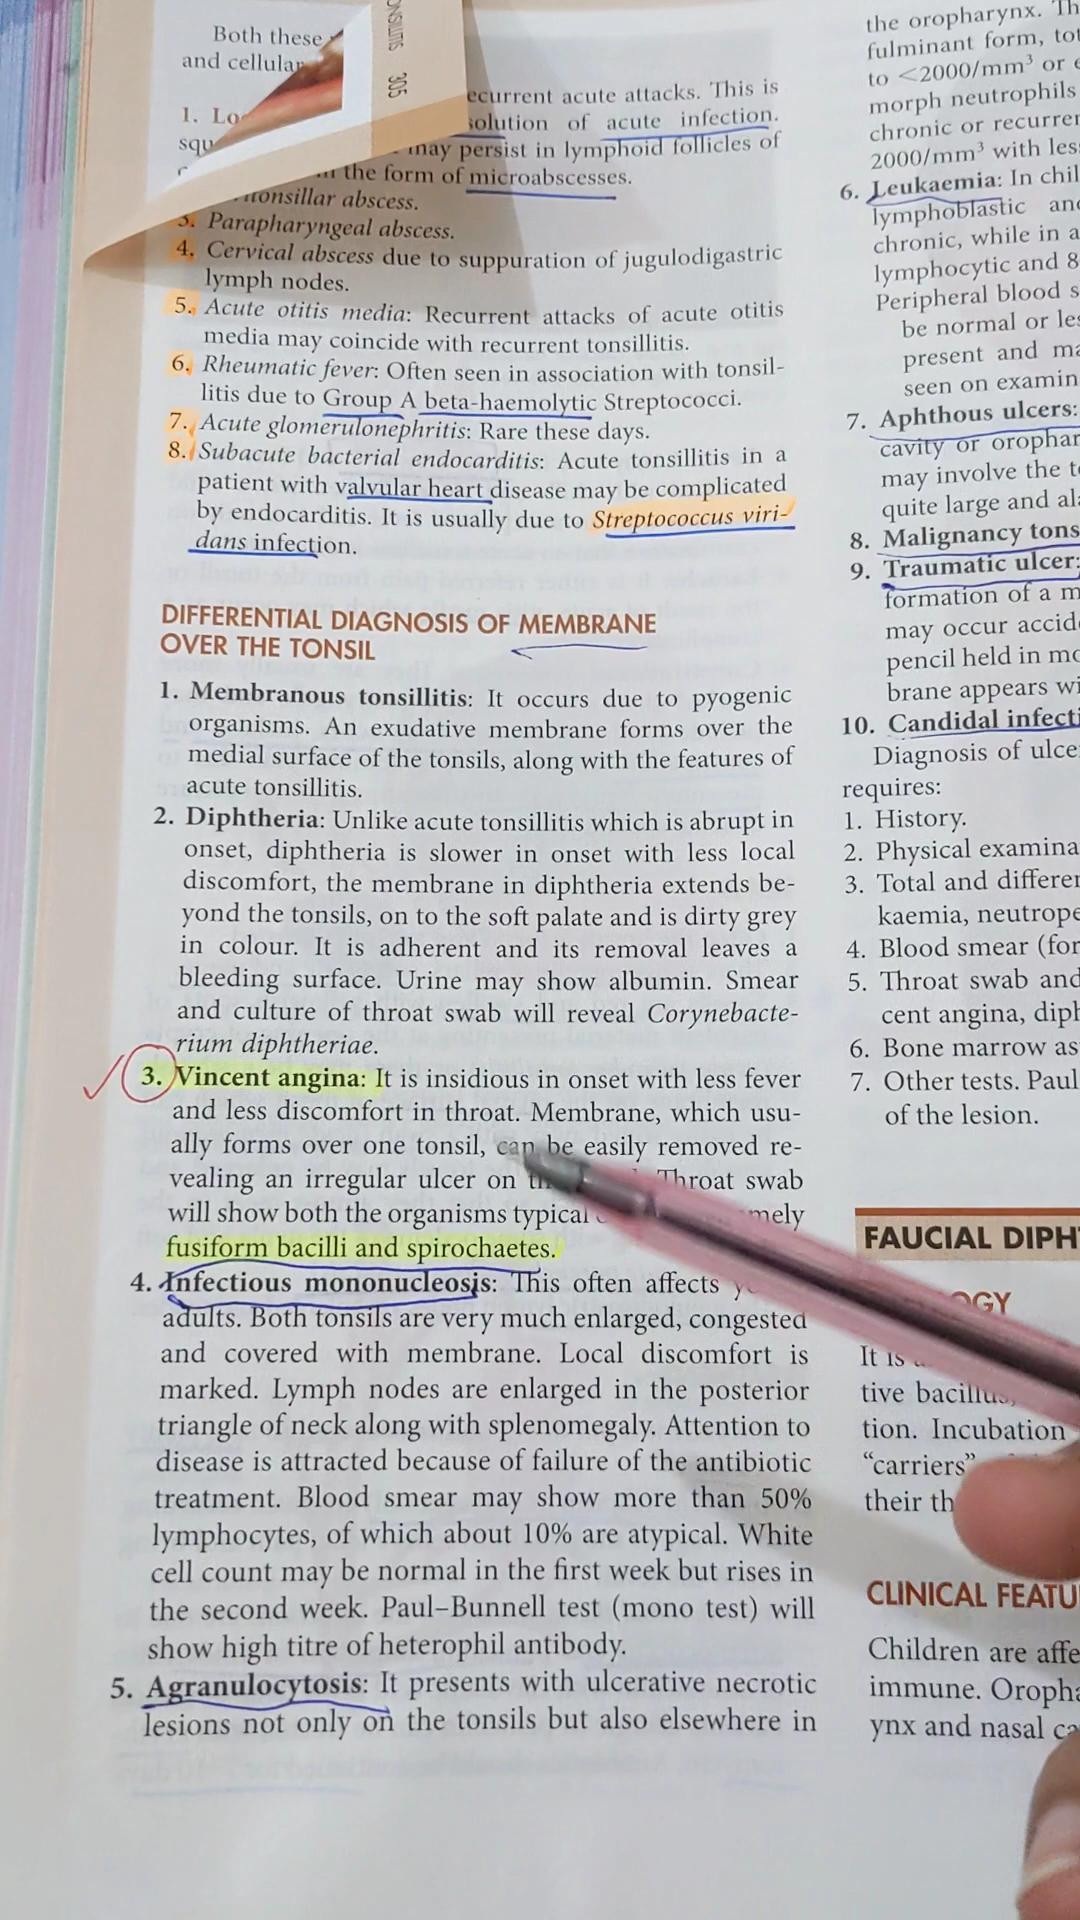 ONSILLITIS 305
Both these
and cellular
1. Lo
squ
ecurrent acute attacks. This is
solution of acute infection.
may persist in lymphoid follicles of
the form of microabscesses.
tonsillar abscess.
3. Parapharyngeal abscess.
4. Cervical abscess due to suppuration of jugulodigastric
lymph nodes.
5. Acute otitis media: Recurrent attacks of acute otitis
media may coincide with recurrent tonsillitis.
6. Rheumatic fever: Often seen in association with tonsil-
litis due to Group A beta-haemolytic Streptococci.
7. Acute glomerulonephritis: Rare these days.
8. Subacute bacterial endocarditis: Acute tonsillitis in a
patient with valvular heart disease may be complicated
by endocarditis. It is usually due to Streptococcus viri-
dans infection.
DIFFERENTIAL DIAGNOSIS OF MEMBRANE
OVER THE TONSIL
1. Membranous tonsillitis: It occurs due to pyogenic
organisms. An exudative membrane forms over the
medial surface of the tonsils, along with the features of
acute tonsillitis.
2. Diphtheria: Unlike acute tonsillitis which is abrupt in
onset, diphtheria is slower in onset with less local
discomfort, the membrane in diphtheria extends be-
yond the tonsils, on to the soft palate and is dirty grey
in colour. It is adherent and its removal leaves a
bleeding surface. Urine may show albumin. Smear
and culture of throat swab will reveal Corynebacte-
rium diphtheriae.
3. Vincent angina: It is insidious in onset with less fever
and less discomfort in throat. Membrane, which usu-
ally forms over one tonsil, can be easily removed re-
vealing an irregular ulcer on Throat swab
will show both the organisms typical mely
fusiform bacilli and spirochaetes.
4. Infectious mononucleosis: This often affects
adults. Both tonsils are very much enlarged, congested
and covered with membrane. Local discomfort is
marked. Lymph nodes are enlarged in the posterior
triangle of neck along with splenomegaly. Attention to
disease is attracted because of failure of the antibiotic
treatment. Blood smear may show more than 50%
lymphocytes, of which about 10% are atypical. White
cell count may be normal in the first week but rises in
the second week. Paul–Bunnell test (mono test) will
show high titre of heterophil antibody.
5. Agranulocytosis: It presents with ulcerative necrotic
lesions not only on the tonsils but also elsewhere in
the oropharynx. Th
fulminant form, tot
to <2000/mm³ or
morph neutrophils
chronic or recurrer
2000/mm³ with les
6. Leukaemia: In chil
lymphoblastic and
chronic, while in a
lymphocytic and 8
Peripheral blood s
be normal or les
present and ma
seen on examin
7. Aphthous ulcers:
cavity or orophar
may involve the t
quite large and ala
8. Malignancy tons
9. Traumatic ulcer:
formation of a m
may occur accid
pencil held in mo
brane appears wi
10. Candidal infecti
Diagnosis of ulce
requires:
1. History.
2. Physical examina
3. Total and differer
kaemia, neutrope
4. Blood smear (for
5. Throat swab and
cent angina, diph
6. Bone marrow as
7. Other tests. Paul
of the lesion.
FAUCIAL DIPH
OGY
It is
tive bacillus,
tion. Incubation
“carriers”
their th
CLINICAL FEATU
Children are affe
immune. Oropha
ynx and nasal ca